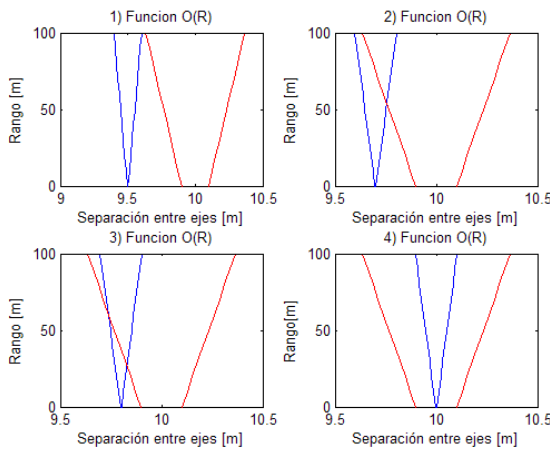 1) Funcion O(R)
100
50
0
Rango [m]
9
9.5
10
10.5
Separación entre ejes [m]
2) Funcion O(R)
100
50
0
Rango [m]
9.5
10
10.5
Separación entre ejes [m]
3) Funcion O(R)
100
50
0
Rango [m]
9.5
10
10.5
Separación entre ejes [m]
4) Funcion O(R)
100
50
0
Rango[m]
9.5
10
10.5
Separación entre ejes [m]